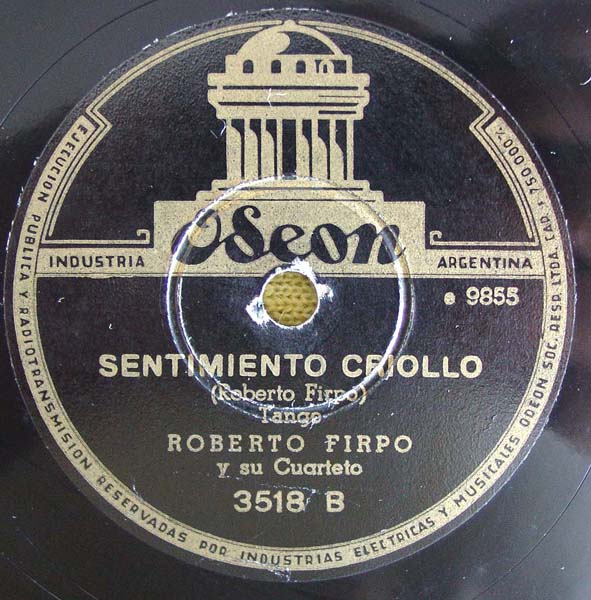 Odeon
INDUSTRIA ARGENTINA
e 9855
SENTIMIENTO CRIOLLO
(Roberto Firpo)
Tango
ROBERTO FIRPO
y su Cuarteto
3518 B
EJECUCION PUBLICA Y RADIOTRANSMISION RESERVADAS POR INDUSTRIAS ELECTRICAS Y MUSICALES ODEON SOC. RESP. LTDA. CAP. $ 750.000 %